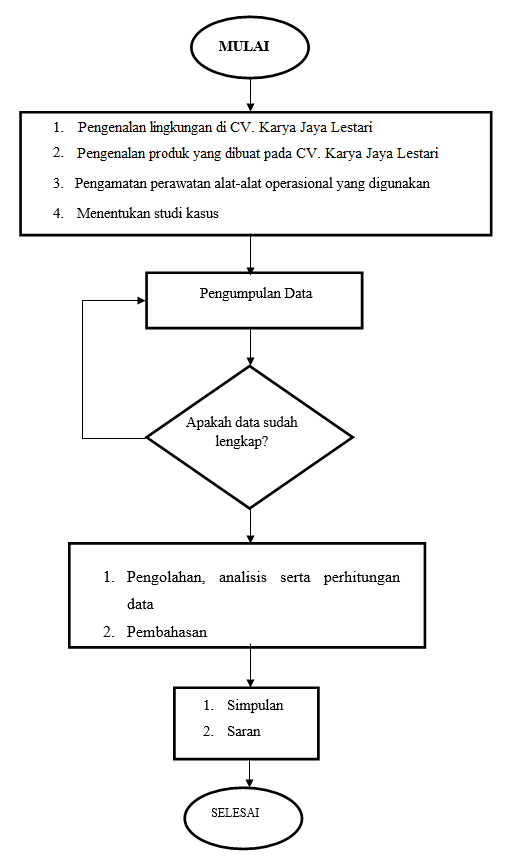 MULAI
1. Pengenalan lingkungan di CV. Karya Jaya Lestari
2. Pengenalan produk yang dibuat pada CV. Karya Jaya Lestari
3. Pengamatan perawatan alat-alat operasional yang digunakan
4. Menentukan studi kasus
Pengumpulan Data
Apakah data sudah
lengkap?
1. Pengolahan, analisis serta perhitungan
data
2. Pembahasan
1. Simpulan
2. Saran
SELESAI